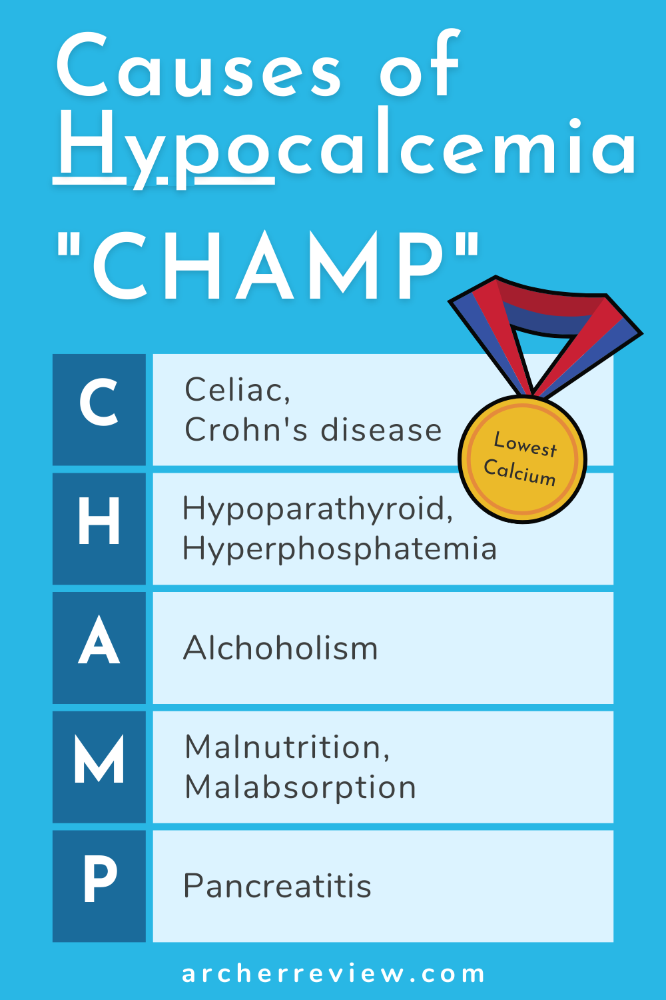 Causes of
Hypocalcemia
"CHAMP"
Lowest
Calcium
C
Celiac,
Crohn's disease
H
Hypoparathyroid,
Hyperphosphatemia
A
Alchoholism
M
Malnutrition,
Malabsorption
P
Pancreatitis
archerreview.com